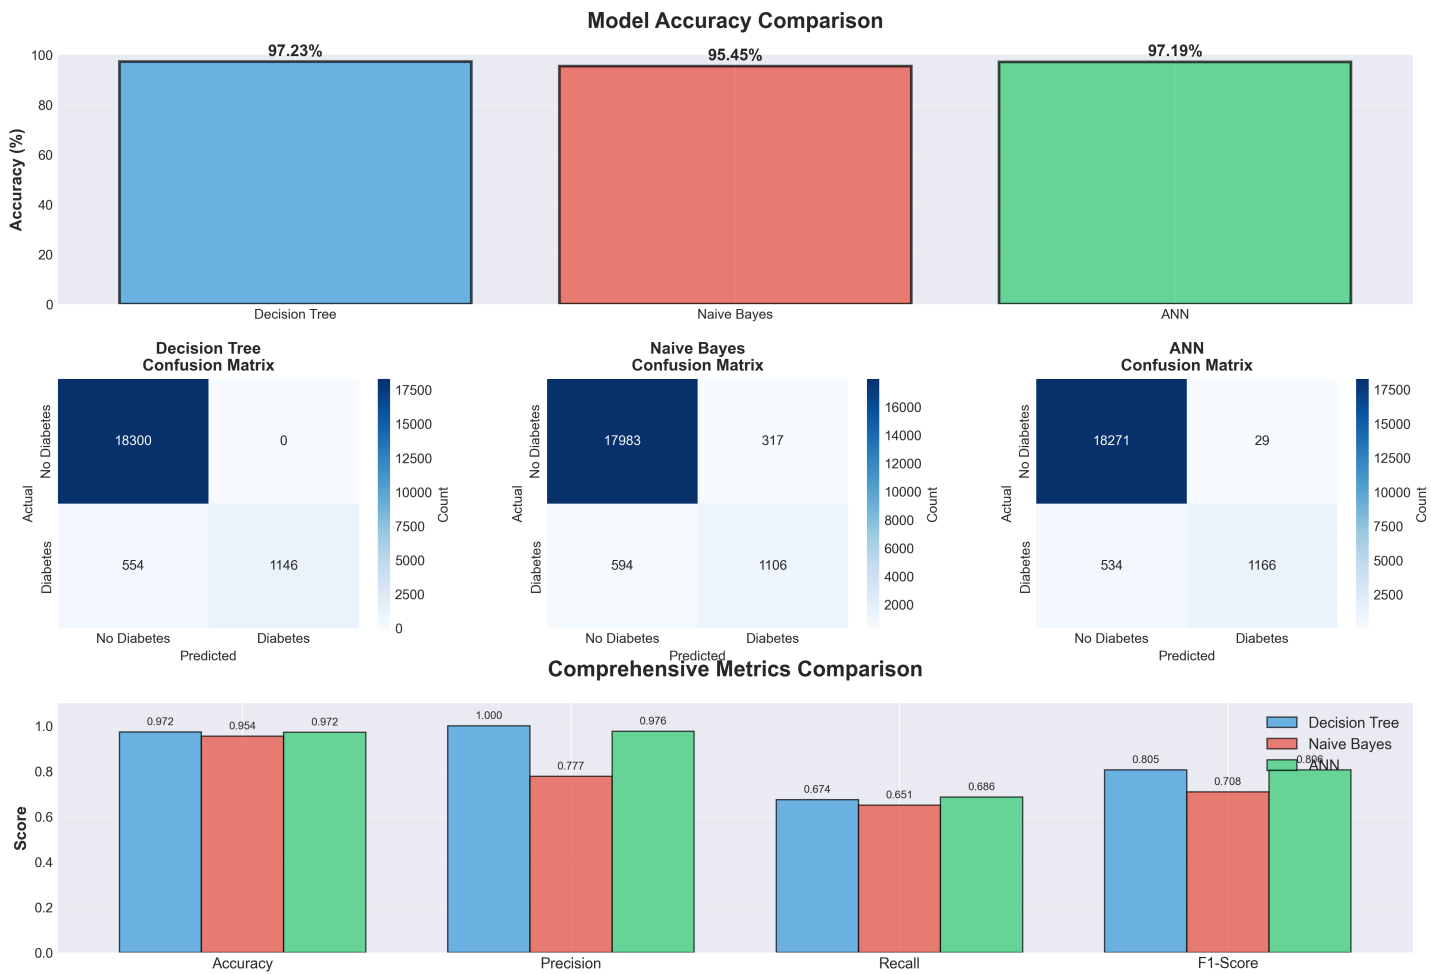 Model Accuracy Comparison
97.23%
95.45%
97.19%
100
80
60
40
20
0
Accuracy (%)
Decision Tree
Naive Bayes
ANN
Decision Tree
Confusion Matrix
No Diabetes
Diabetes
Actual
18300
0
554
1146
No Diabetes
Diabetes
Predicted
17500
15000
12500
10000
7500
5000
2500
0
Count
Naive Bayes
Confusion Matrix
No Diabetes
Diabetes
Actual
17983
317
594
1106
No Diabetes
Diabetes
Predicted
16000
14000
12000
10000
8000
6000
4000
2000
Count
ANN
Confusion Matrix
No Diabetes
Diabetes
Actual
18271
29
534
1166
No Diabetes
Diabetes
Predicted
17500
15000
12500
10000
7500
5000
2500
Count
Comprehensive Metrics Comparison
1.0
0.8
0.6
0.4
0.2
0.0
Score
0.972
0.954
0.972
1.000
0.777
0.976
0.674
0.651
0.686
0.805
0.708
0.806
Accuracy
Precision
Recall
F1-Score
Decision Tree
Naive Bayes
ANN